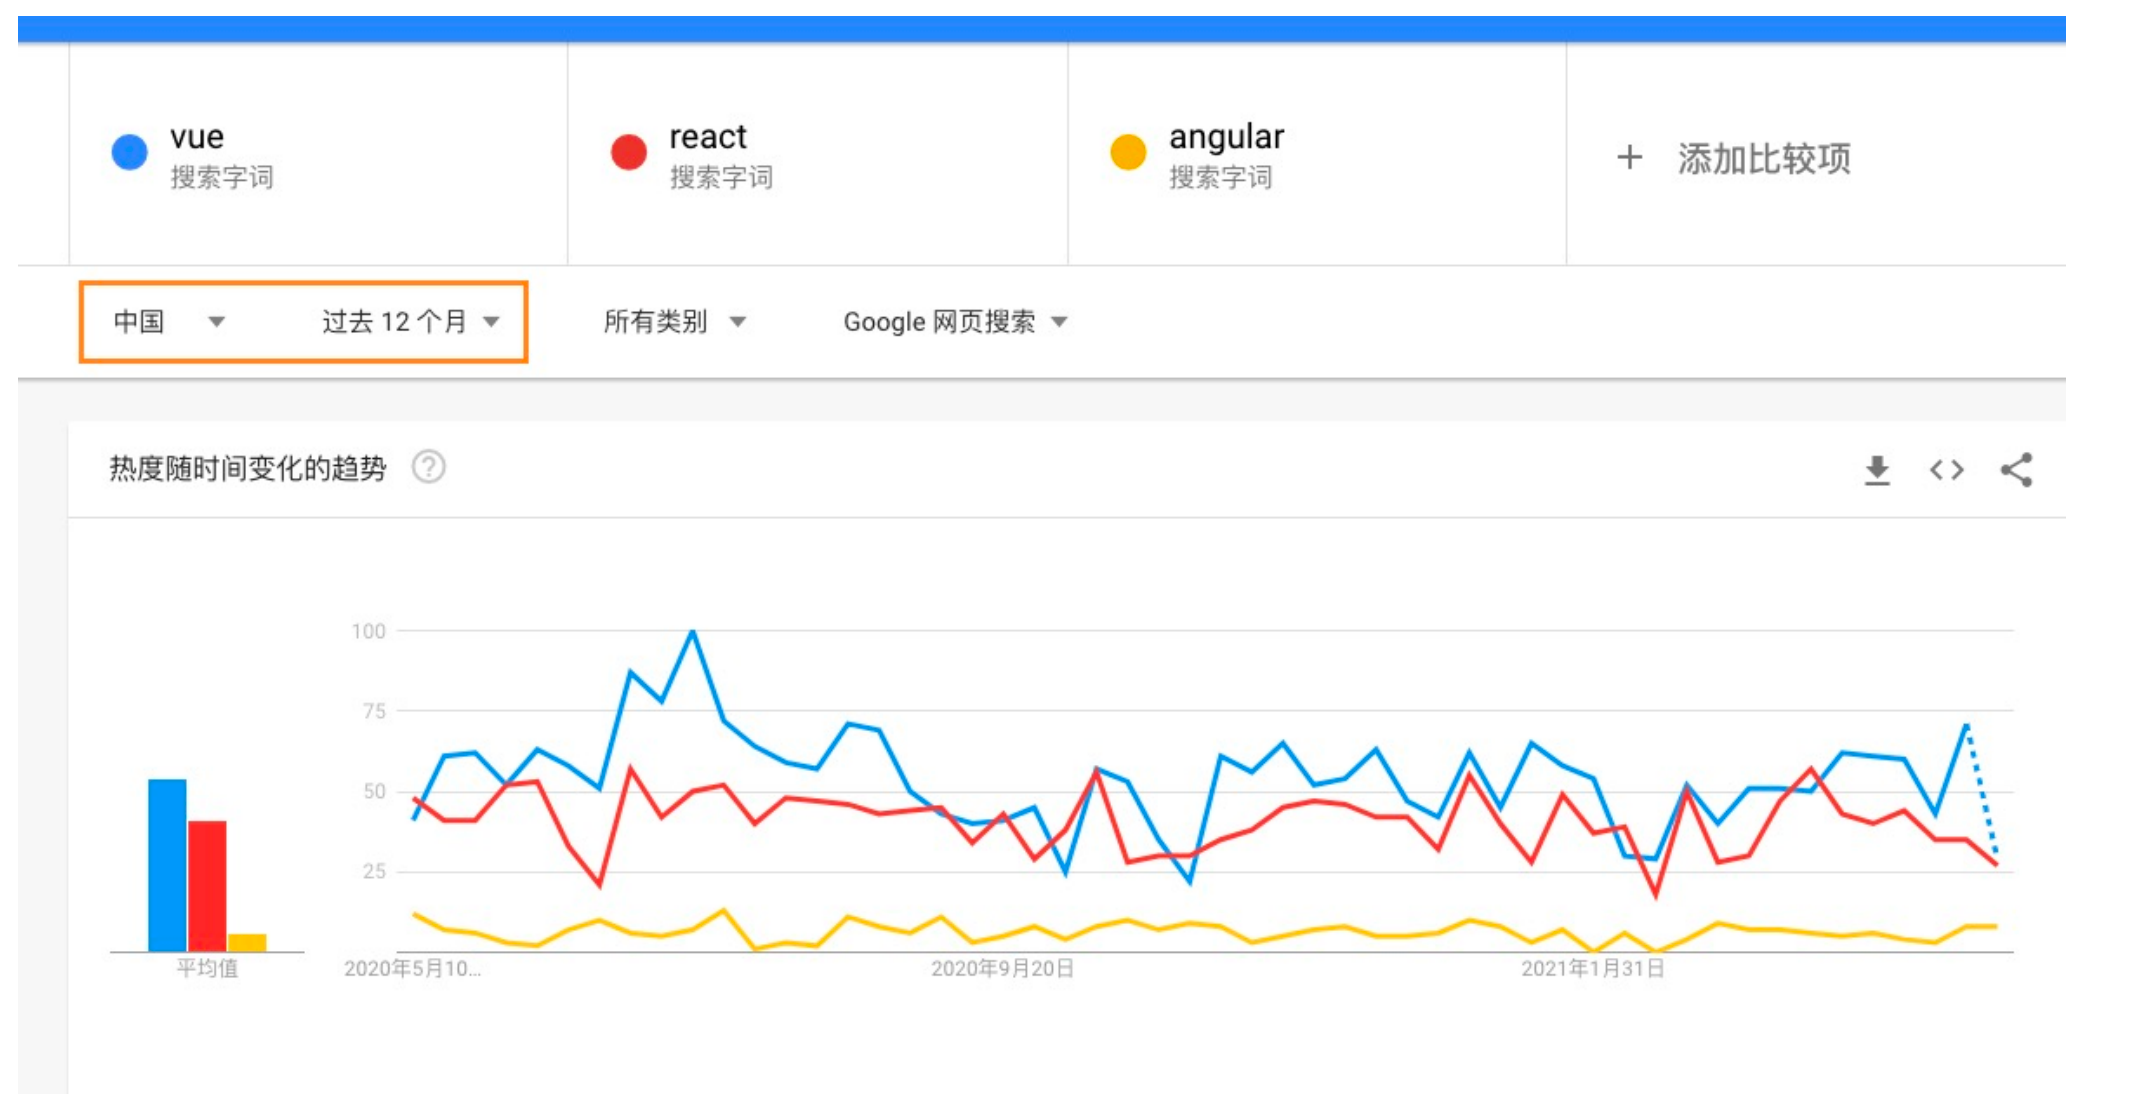 vue
搜索字词
react
搜索字词
angular
搜索字词
+ 添加比较项
中国
过去 12 个月
所有类别
Google 网页搜索
热度随时间变化的趋势
100
75
50
25
平均值
2020年5月10...
2020年9月20日
2021年1月31日